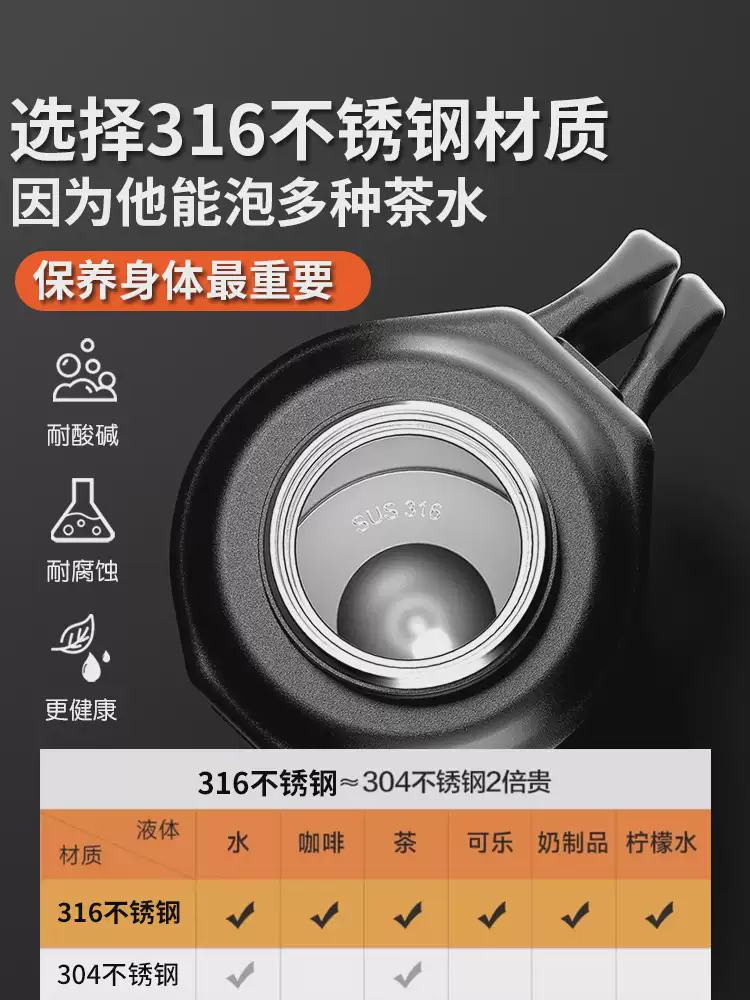 选择316不锈钢材质
因为他能泡多种茶水
保养身体最重要
耐酸碱
耐腐蚀
更健康
SUS 316
316不锈钢≈304不锈钢2倍贵
液体
材质
水 咖啡 茶 可乐 奶制品 柠檬水
316不锈钢 ✓ ✓ ✓ ✓ ✓ ✓
304不锈钢 ✓ ✓